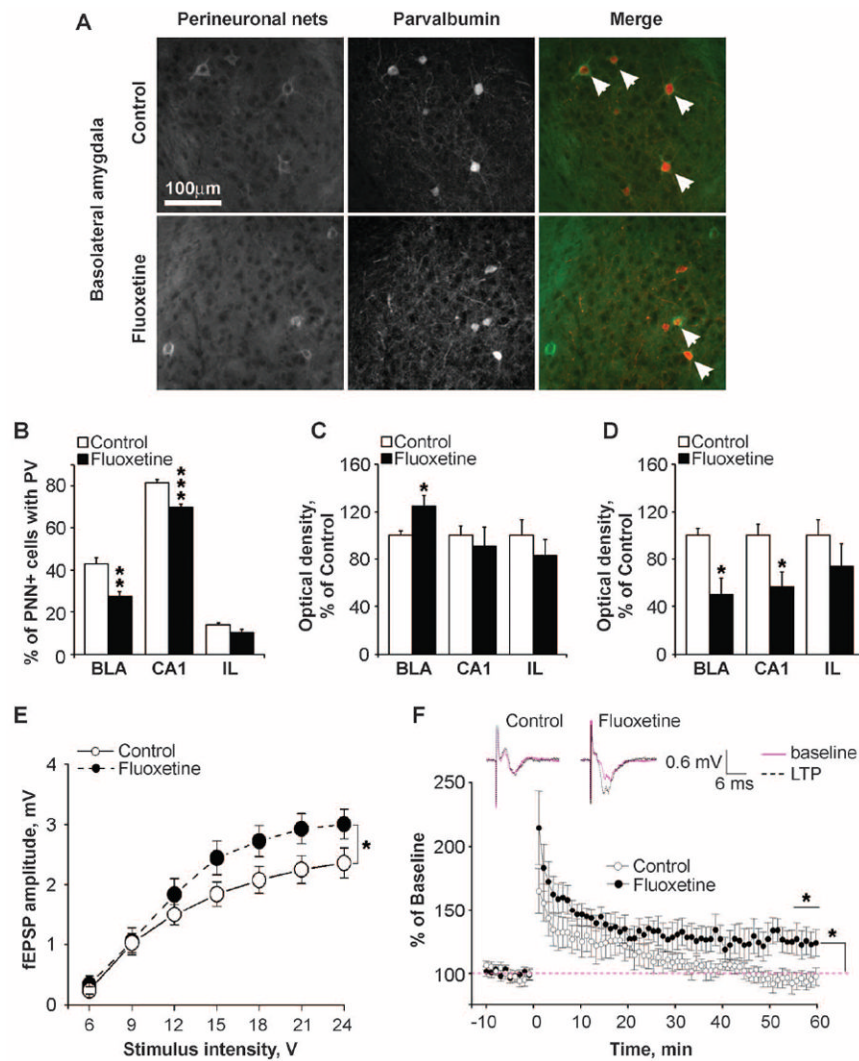 A
Perineuronal nets
Parvalbumin
Merge
Basolateral amygdala
Control
100μm
Fluoxetine
B
Control
Fluoxetine
% of PNN+ cells with PV
80
60
40
20
0
**
***
BLA
CA1
IL
C
Control
Fluoxetine
Optical density,
% of Control
160
120
80
40
0
*
BLA
CA1
IL
D
Control
Fluoxetine
Optical density,
% of Control
160
120
80
40
0
*
*
BLA
CA1
IL
E
Control
Fluoxetine
fEPSP amplitude, mV
4
3
2
1
0
*
6 9 12 15 18 21 24
Stimulus intensity, V
F
Control
Fluoxetine
0.6 mV
6 ms
baseline
LTP
% of Baseline
250
200
150
100
Control
Fluoxetine
*
*
-10 0 10 20 30 40 50 60
Time, min